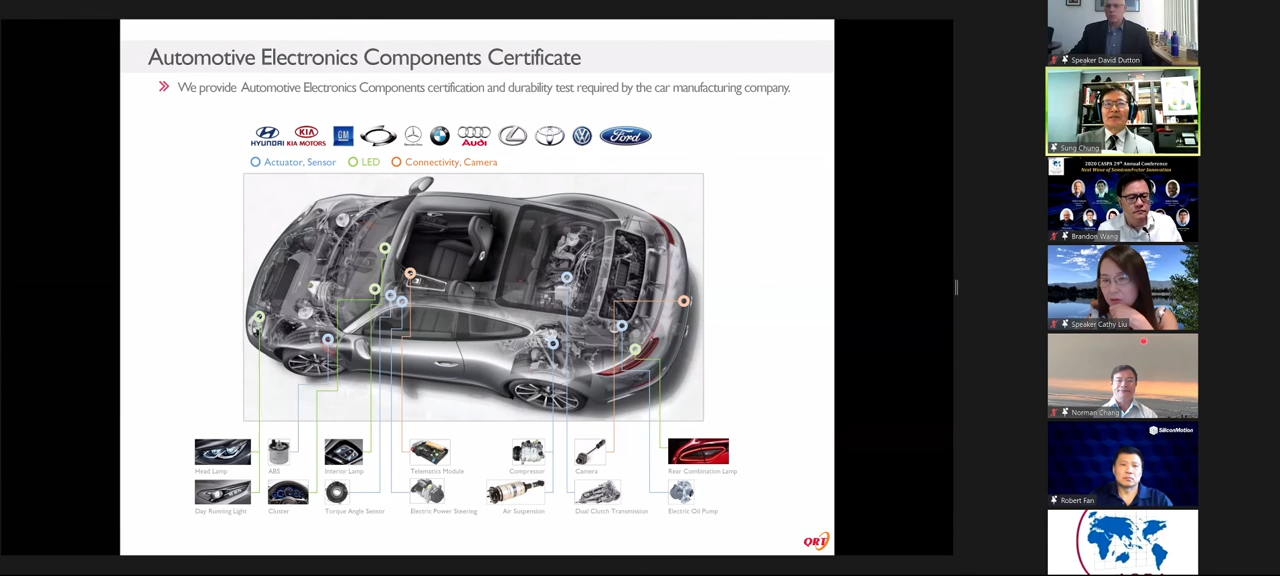 Automotive Electronics Components Certificate
We provide Automotive Electronics Components certification and durability test required by the car manufacturing company.
HYUNDAI KIA MOTORS GM Audi Ford
Actuator, Sensor LED Connectivity, Camera
Head Lamp ABS Interior Lamp Telematics Module Compressor Camera Rear Combination Lamp
Day Running Light Cluster Torque Angle Sensor Electric Power Steering Air Suspension Dual Clutch Transmission Electric Oil Pump
QRT
Speaker David Dutton
Sung Chung
2020 CASPA 29th Annual Conference
Next Wave of Semiconductor Innovation
Brandon Wang
Speaker Cathy Liu
Norman Chang
SiliconMotion
Robert Fan